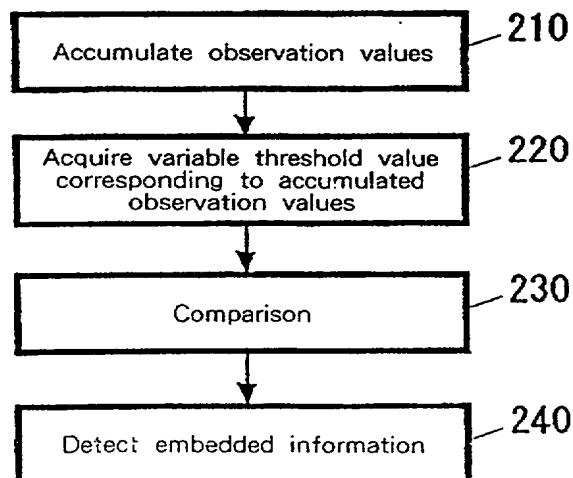 Accumulate observation values
210
Acquire variable threshold value
corresponding to accumulated
observation values
220
Comparison
230
Detect embedded information
240